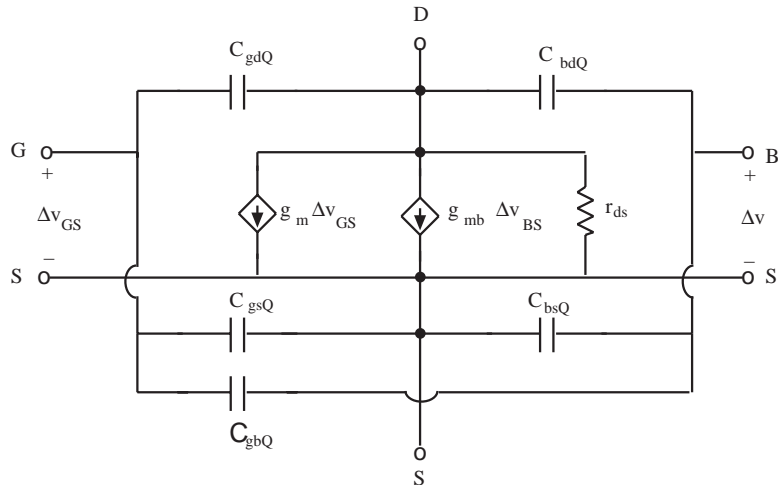 D
C gdQ
C bdQ
G
B
+
+
Δv GS
g m Δv GS
g mb Δv BS
r ds
Δv
−
−
S
S
C gsQ
C bsQ
C gbQ
S